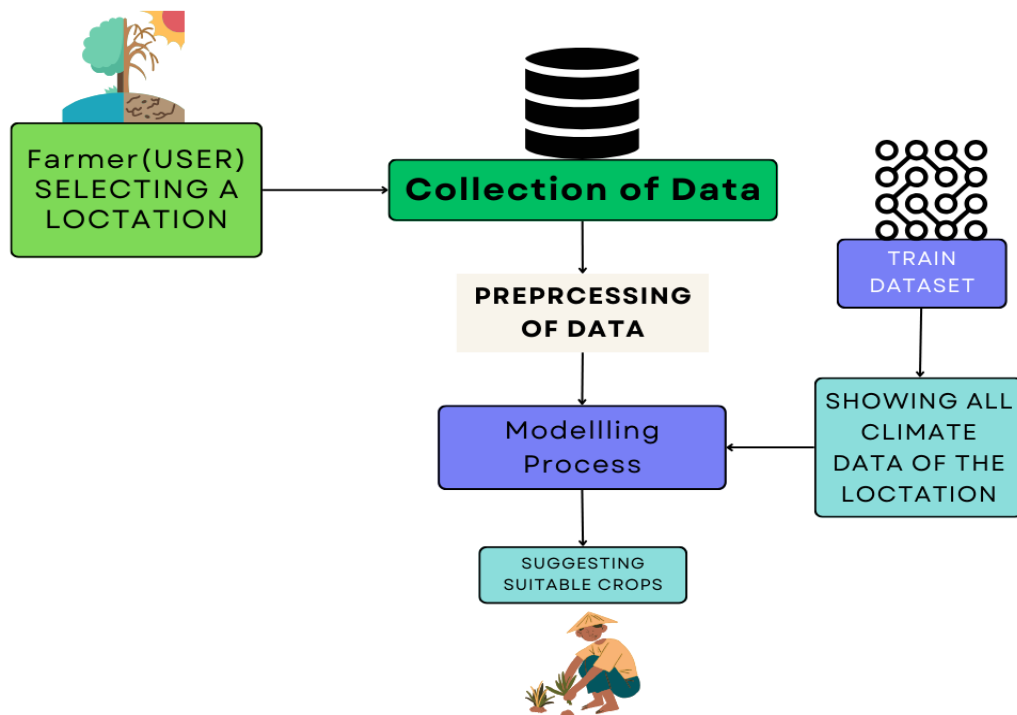 Farmer(USER)
SELECTING A
LOCTATION
Collection of Data
TRAIN
DATASET
PREPRCESSING
OF DATA
SHOWING ALL
CLIMATE
DATA OF THE
LOCTATION
Modellling
Process
SUGGESTING
SUITABLE CROPS